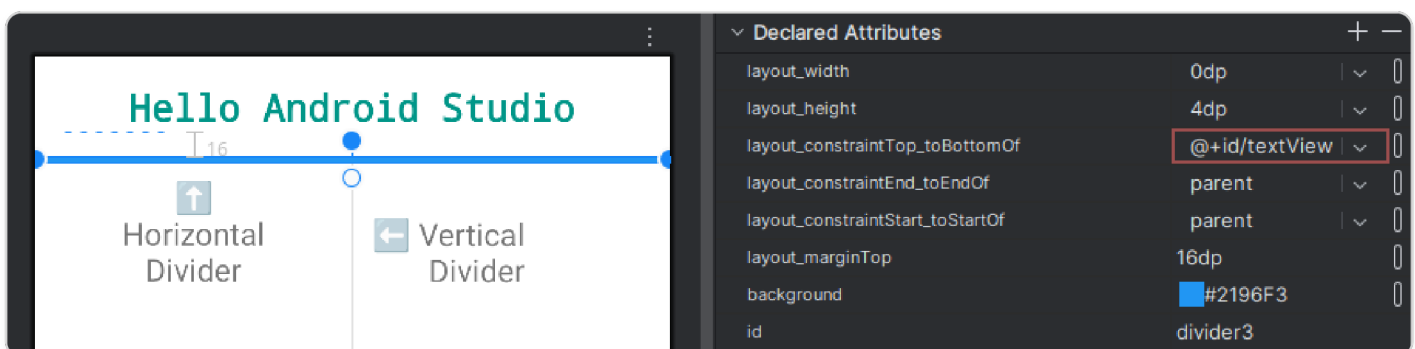 Hello Android Studio
16
Horizontal
Divider
Vertical
Divider
Declared Attributes
layout_width 0dp
layout_height 4dp
layout_constraintTop_toBottomOf @+id/textView
layout_constraintEnd_toEndOf parent
layout_constraintStart_toStartOf parent
layout_marginTop 16dp
background #2196F3
id divider3